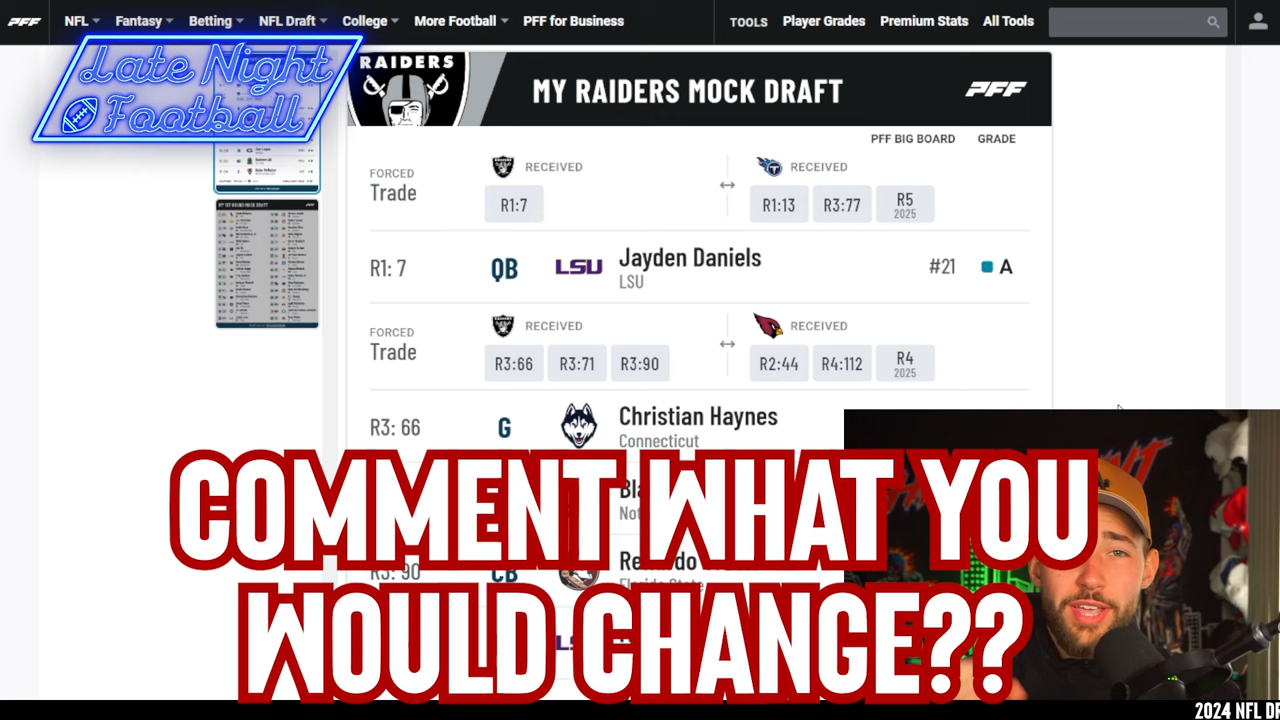 PFF NFL Fantasy Betting NFL Draft College More Football PFF for Business TOOLS Player Grades Premium Stats All Tools
Late Night
Football
RAIDERS
MY RAIDERS MOCK DRAFT
PFF
PFF BIG BOARD GRADE
FORCED
Trade
RECEIVED
R1:7
RECEIVED
R1:13 R3:77 R5
2025
R1: 7 QB LSU Jayden Daniels
LSU
#21 A
FORCED
Trade
RECEIVED
R3:66 R3:71 R3:90
RECEIVED
R2:44 R4:112 R4
2025
R3: 66 G Christian Haynes
Connecticut
R3: 90 CB
COMMENT WHAT YOU
WOULD CHANGE??
2024 NFL